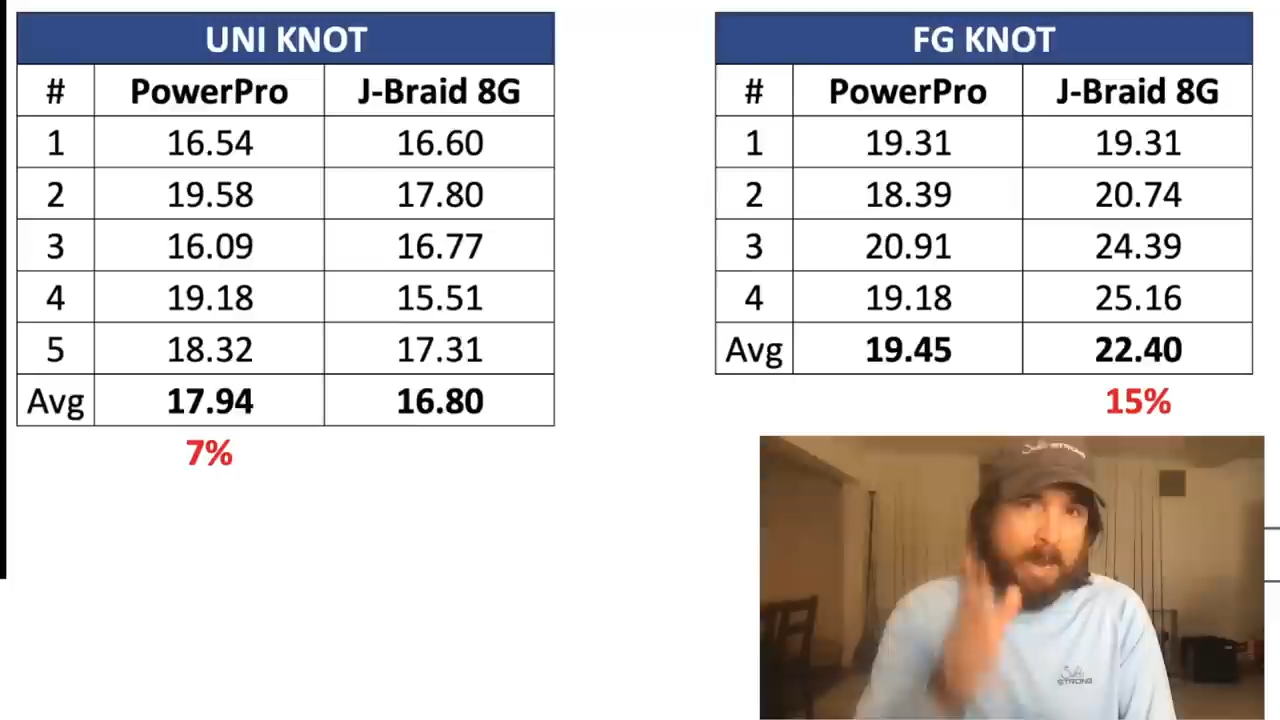 UNI KNOT
# PowerPro J-Braid 8G
1 16.54 16.60
2 19.58 17.80
3 16.09 16.77
4 19.18 15.51
5 18.32 17.31
Avg 17.94 16.80
7%
FG KNOT
# PowerPro J-Braid 8G
1 19.31 19.31
2 18.39 20.74
3 20.91 24.39
4 19.18 25.16
Avg 19.45 22.40
15%
STRONG
STRONG